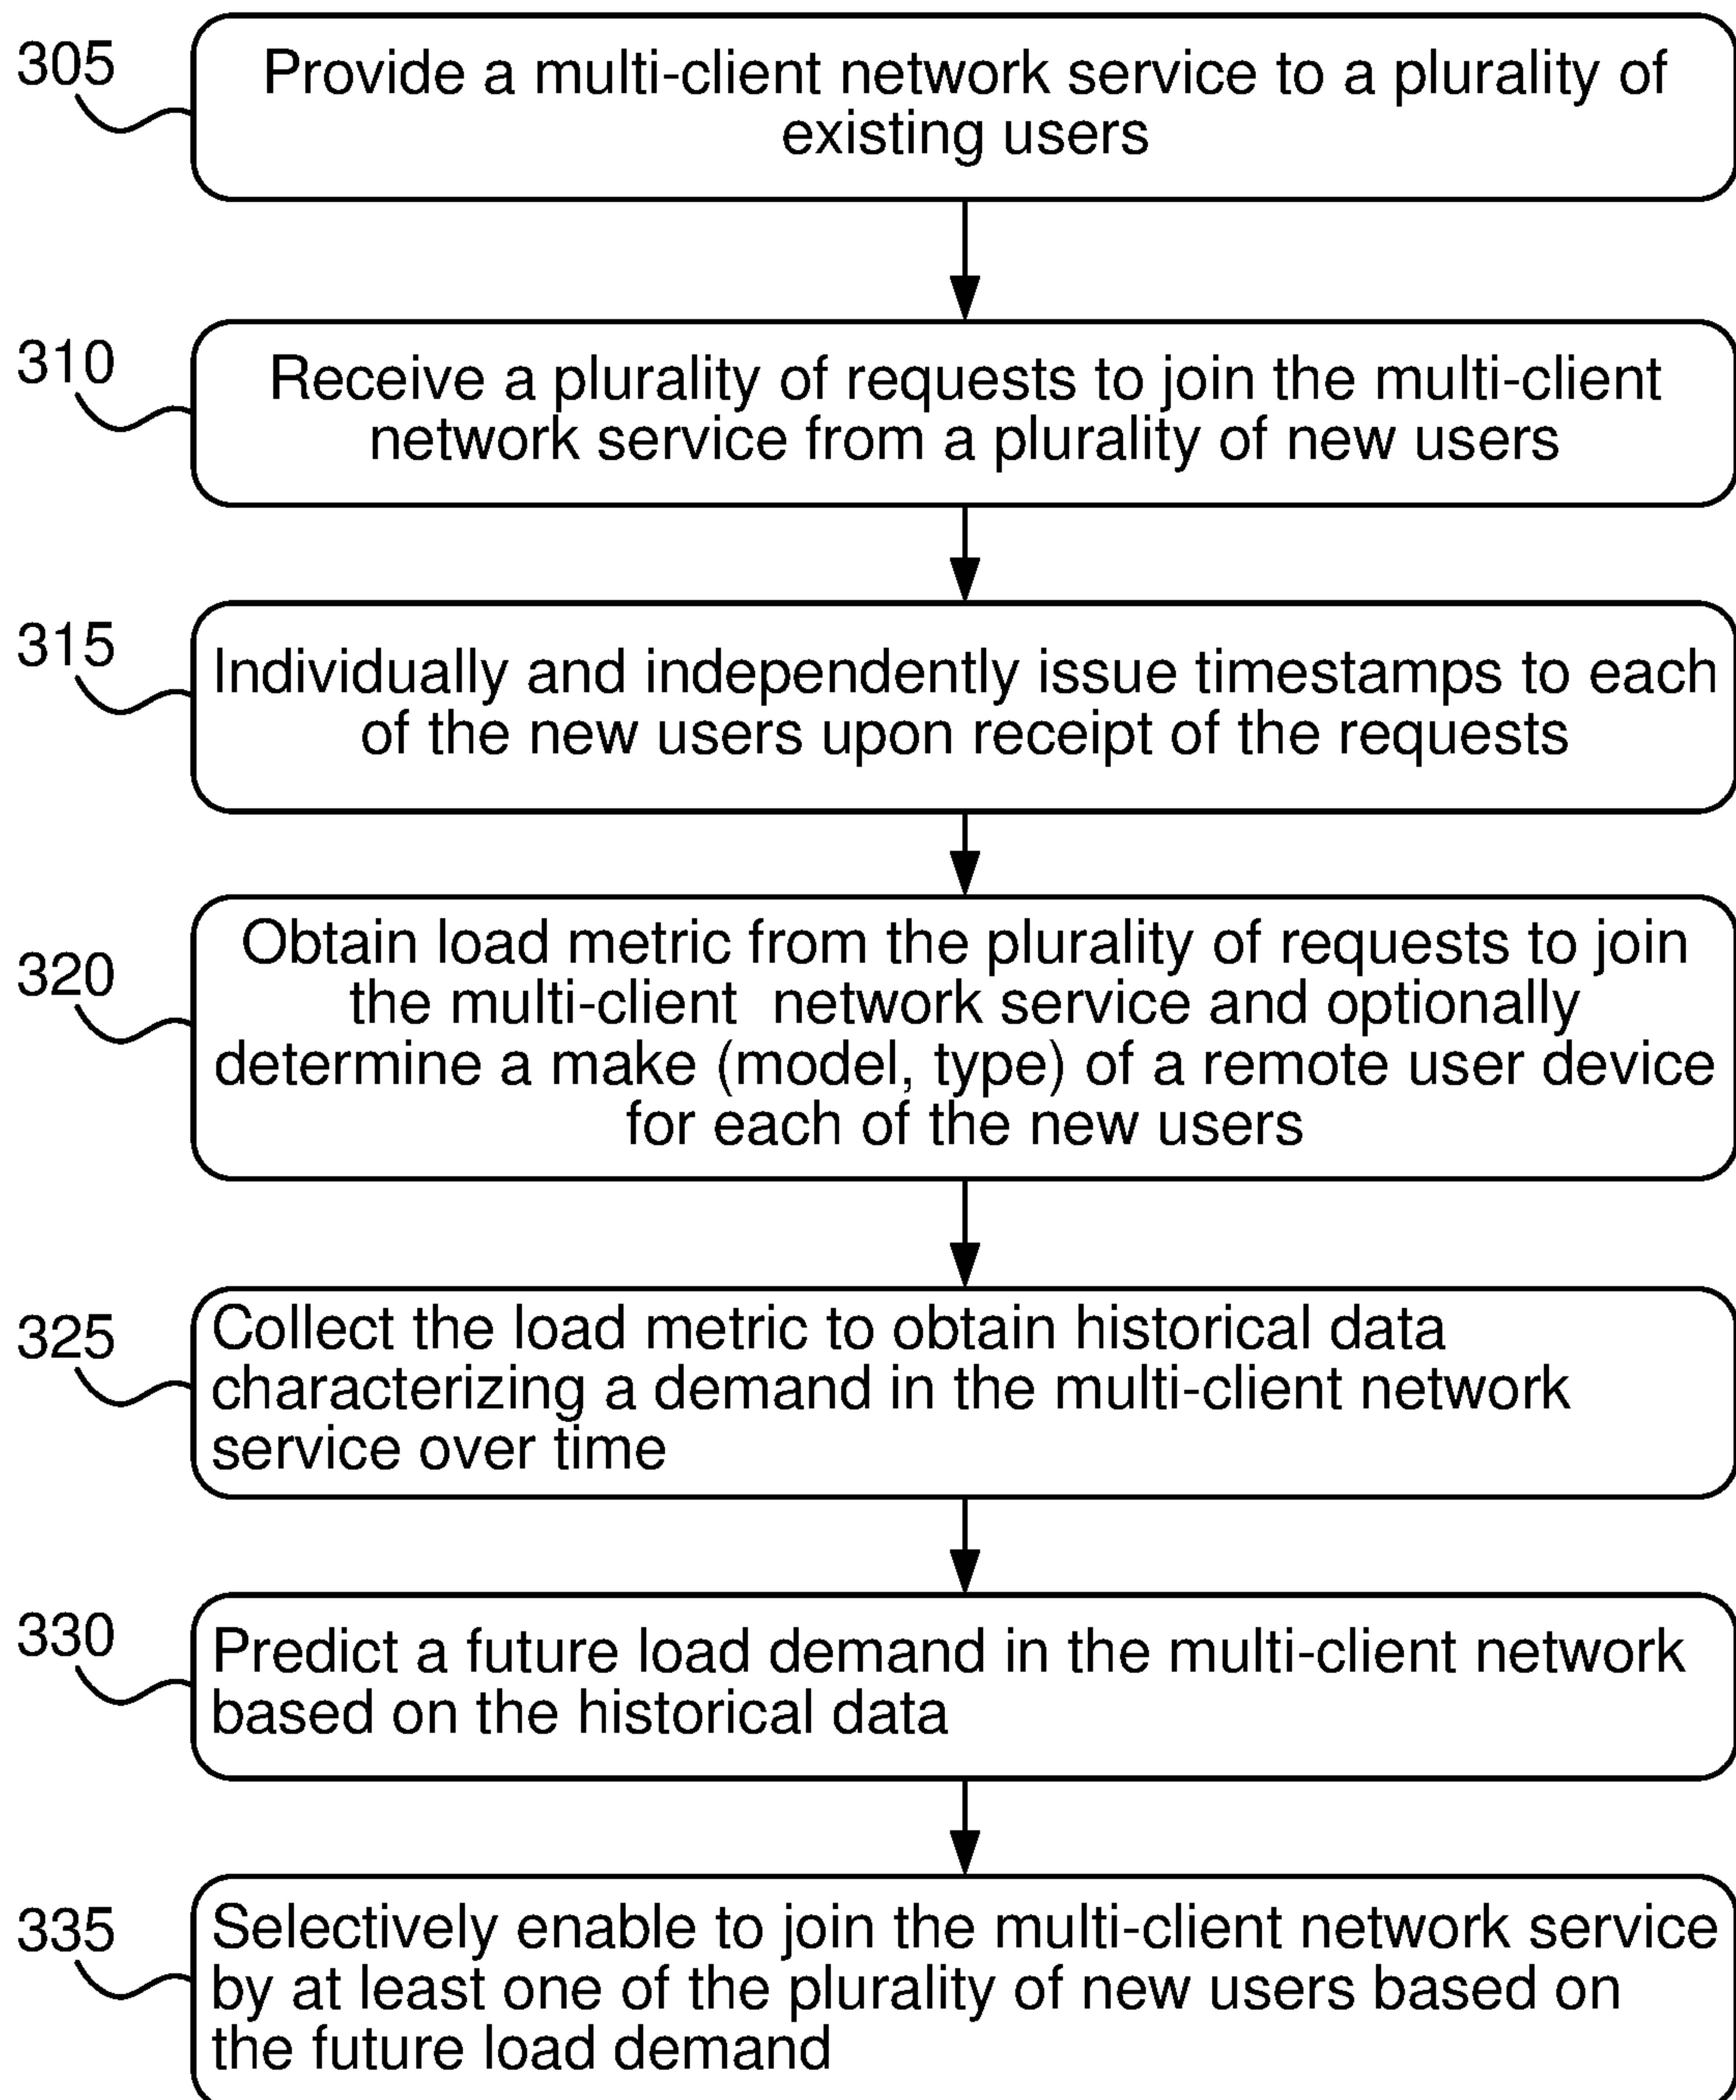 305
Provide a multi-client network service to a plurality of
existing users
310
Receive a plurality of requests to join the multi-client
network service from a plurality of new users
315
Individually and independently issue timestamps to each
of the new users upon receipt of the requests
320
Obtain load metric from the plurality of requests to join
the multi-client  network service and optionally
determine a make (model, type) of a remote user device
for each of the new users
325
Collect the load metric to obtain historical data
characterizing a demand in the multi-client network
service over time
330
Predict a future load demand in the multi-client network
based on the historical data
335
Selectively enable to join the multi-client network service
by at least one of the plurality of new users based on
the future load demand